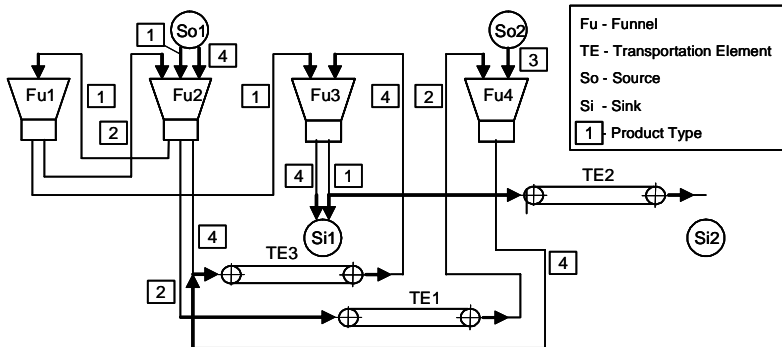 So1
So2
1
4
3
Fu1
Fu2
Fu3
Fu4
1
2
1
4
2
4
1
TE2
Si1
Si2
4
TE3
4
2
TE1
Fu - Funnel
TE - Transportation Element
So - Source
Si - Sink
1 - Product Type